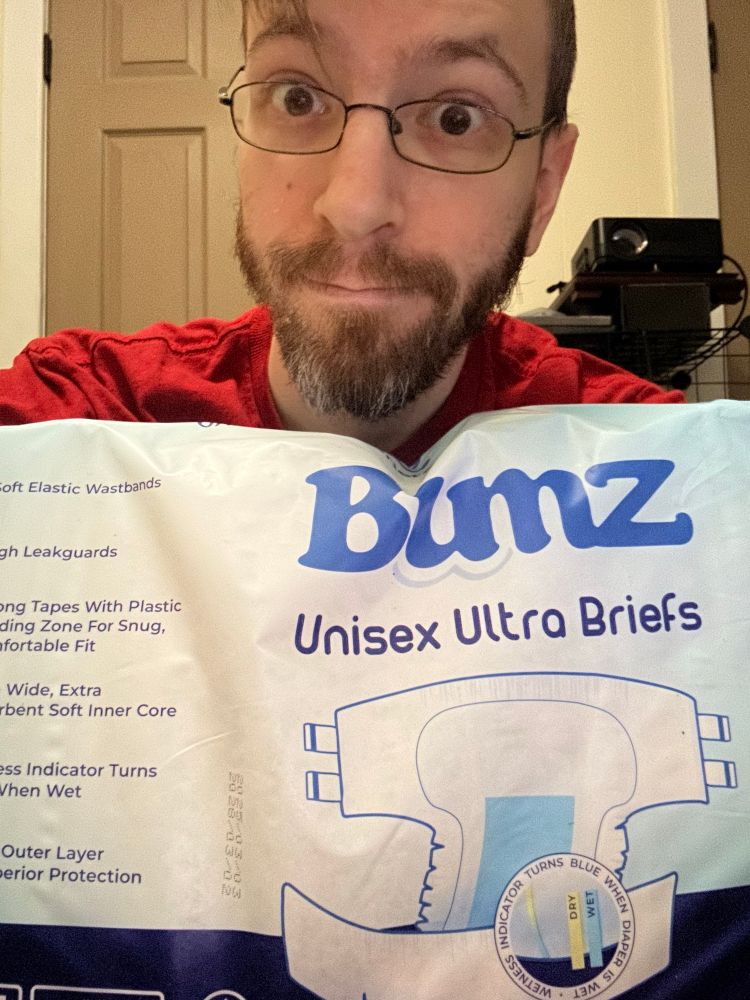 oft Elastic Wastbands
gh Leakguards
ong Tapes With Plastic
ding Zone For Snug,
fortable Fit
Wide, Extra
rbent Soft Inner Core
ess Indicator Turns
When Wet
Outer Layer
perior Protection
Bumz
Unisex Ultra Briefs
WETNESS INDICATOR TURNS BLUE WHEN DIAPER IS WET •
DRY
WET